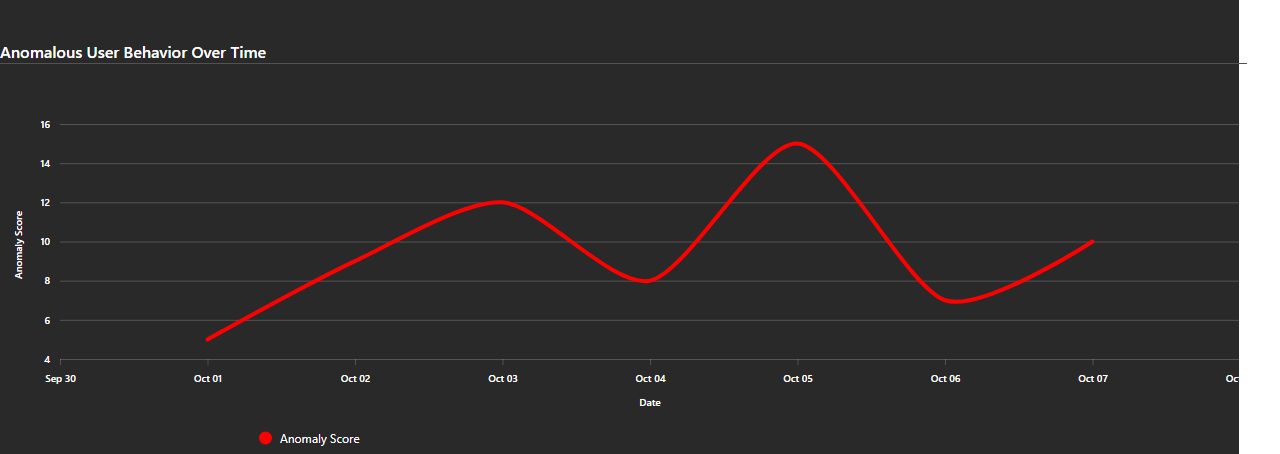 Anomalous User Behavior Over Time
16
14
12
10
8
6
4
Anomaly Score
Sep 30 Oct 01 Oct 02 Oct 03 Oct 04 Oct 05 Oct 06 Oct 07 Oc
Date
Anomaly Score